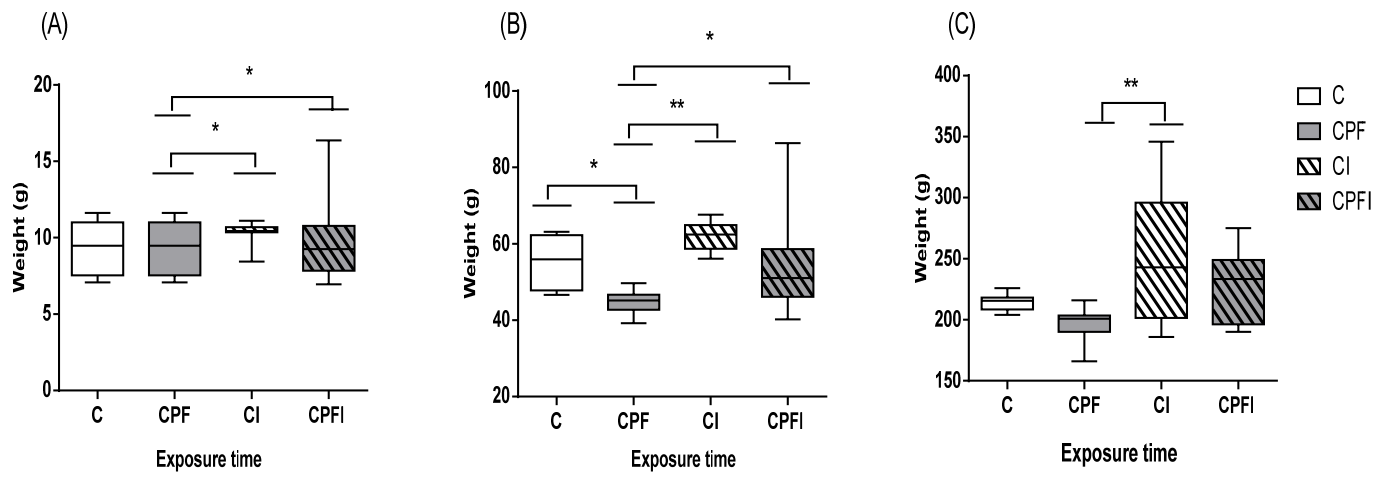 (A)
20
15
10
5
0
Weight (g)
*
*
C CPF CI CPFI
Exposure time
(B)
100
80
60
40
20
Weight (g)
*
**
*
C CPF CI CPFI
Exposure time
(C)
400
350
300
250
200
150
Weight (g)
**
C CPF CI CPFI
Exposure time
C
CPF
CI
CPFI